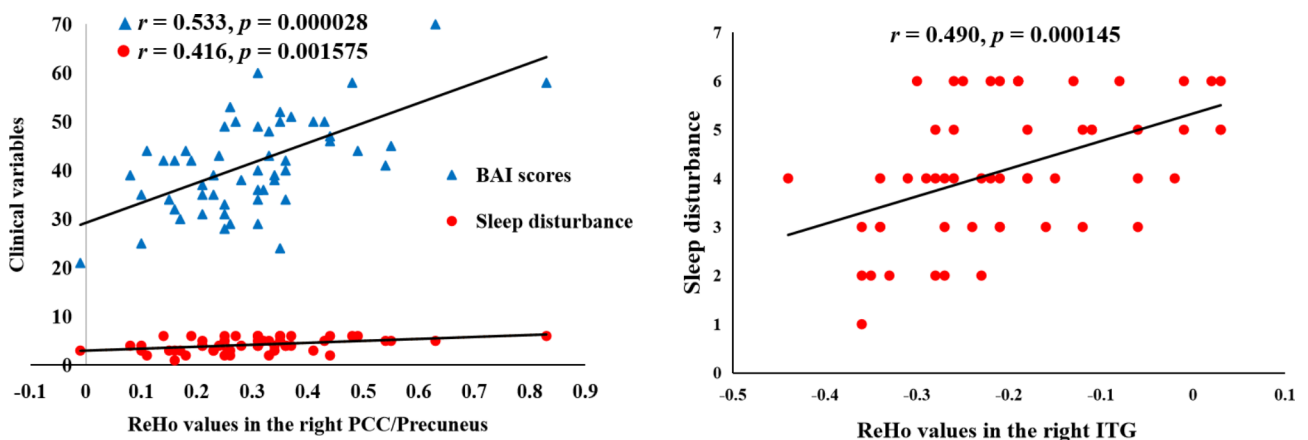 r = 0.533, p = 0.000028
r = 0.416, p = 0.001575
Clinical variables
70
60
50
40
30
20
10
0
BAI scores
Sleep disturbance
-0.1 0 0.1 0.2 0.3 0.4 0.5 0.6 0.7 0.8 0.9
ReHo values in the right PCC/Precuneus
r = 0.490, p = 0.000145
Sleep disturbance
7
6
5
4
3
2
1
0
-0.5 -0.4 -0.3 -0.2 -0.1 0 0.1
ReHo values in the right ITG